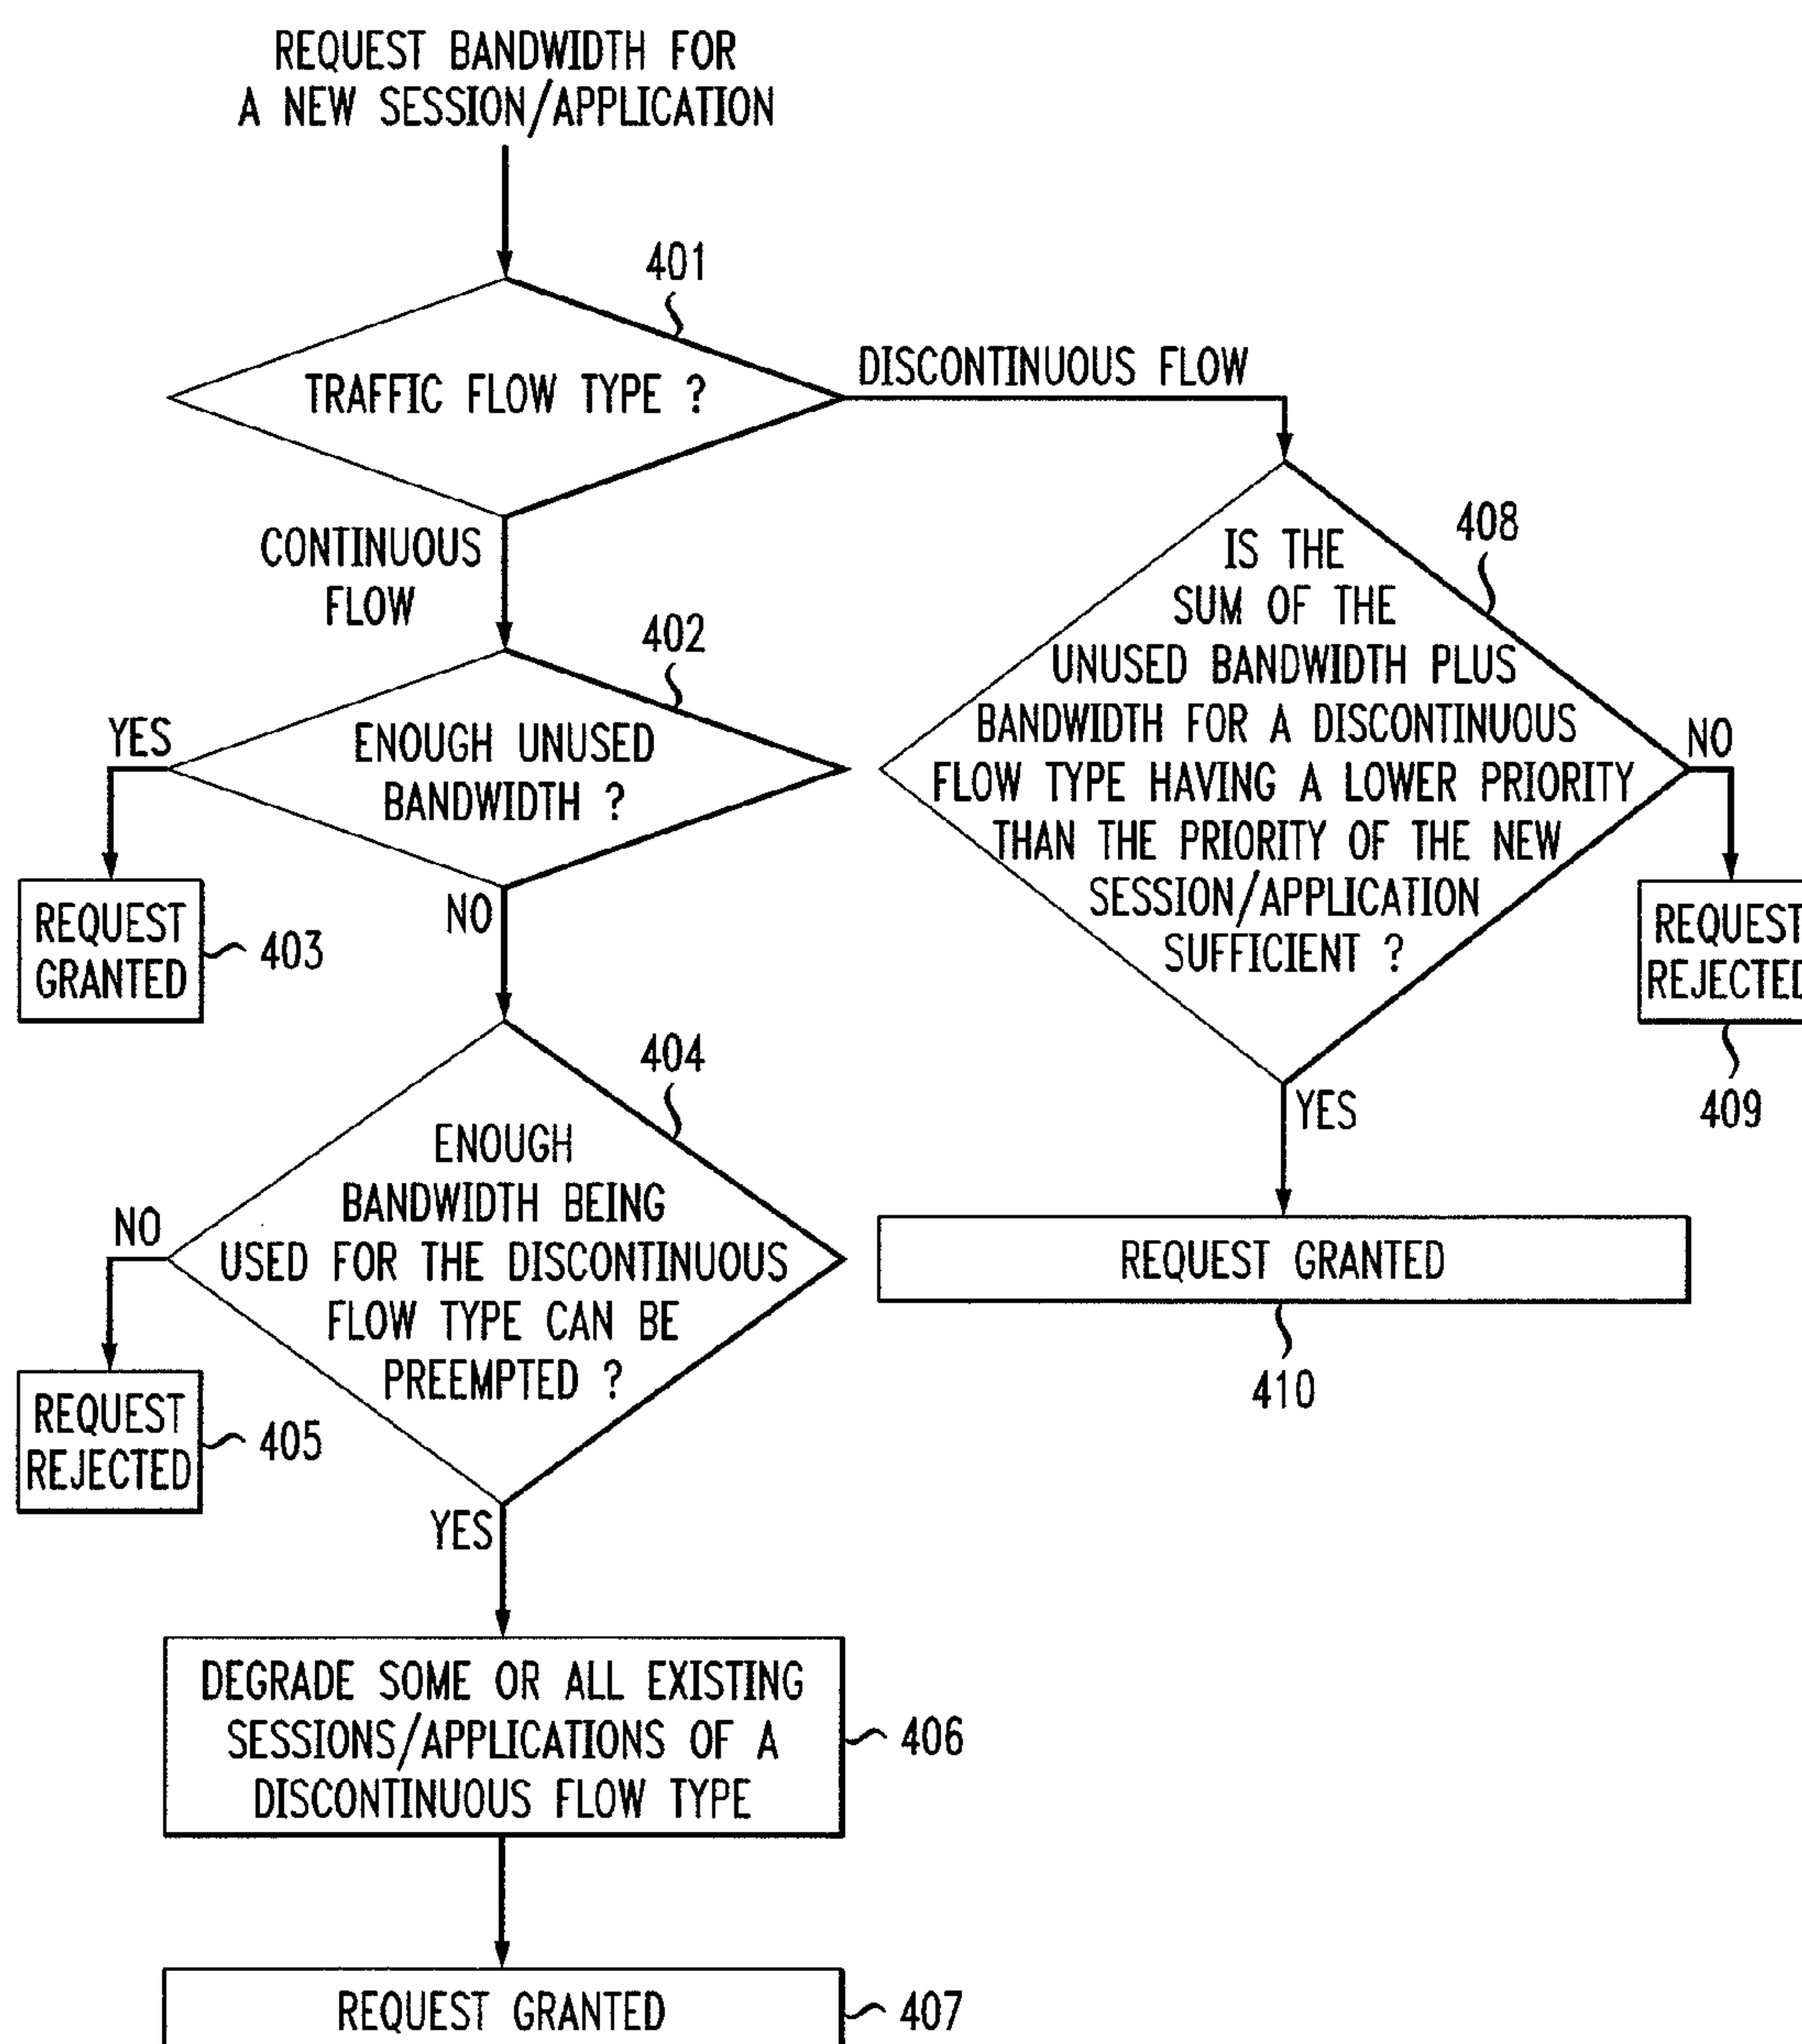 REQUEST BANDWIDTH FOR
A NEW SESSION/APPLICATION
401
TRAFFIC FLOW TYPE ?
DISCONTINUOUS FLOW
CONTINUOUS
FLOW
402
YES
ENOUGH UNUSED
BANDWIDTH ?
NO
REQUEST
GRANTED
403
408
IS THE
SUM OF THE
UNUSED BANDWIDTH PLUS
BANDWIDTH FOR A DISCONTINUOUS
FLOW TYPE HAVING A LOWER PRIORITY
THAN THE PRIORITY OF THE NEW
SESSION/APPLICATION
SUFFICIENT ?
NO
REQUEST
REJECTED
409
YES
REQUEST GRANTED
410
404
ENOUGH
BANDWIDTH BEING
USED FOR THE DISCONTINUOUS
FLOW TYPE CAN BE
PREEMPTED ?
NO
REQUEST
REJECTED
405
YES
DEGRADE SOME OR ALL EXISTING
SESSIONS/APPLICATIONS OF A
DISCONTINUOUS FLOW TYPE
406
REQUEST GRANTED
407